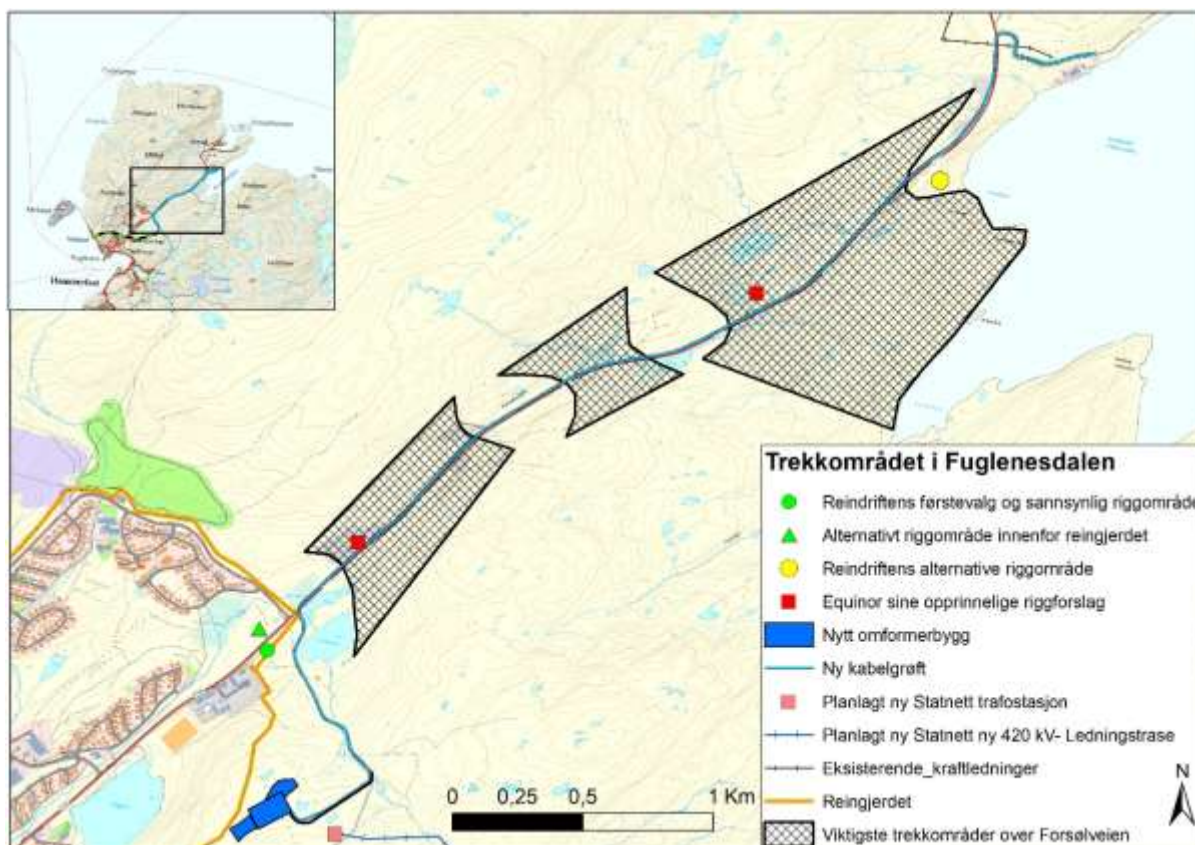 Hammerfest
Trekkområdet i Fuglenesdalen
Reindriftens førstevalg og sannsynlig riggområde
Alternativt riggområde innenfor reingjerdet
Reindriftens alternative riggområde
Equinor sine opprinnelige riggforslag
Nytt omformerbygg
Ny kabelgrøft
Planlagt ny Statnett trafostasjon
Planlagt ny Statnett ny 420 kV- Ledningstrase
Eksisterende_kraftledninger
Reingjerdet
Viktigste trekkområder over Forsølveien
0 0,25 0,5 1 Km
N